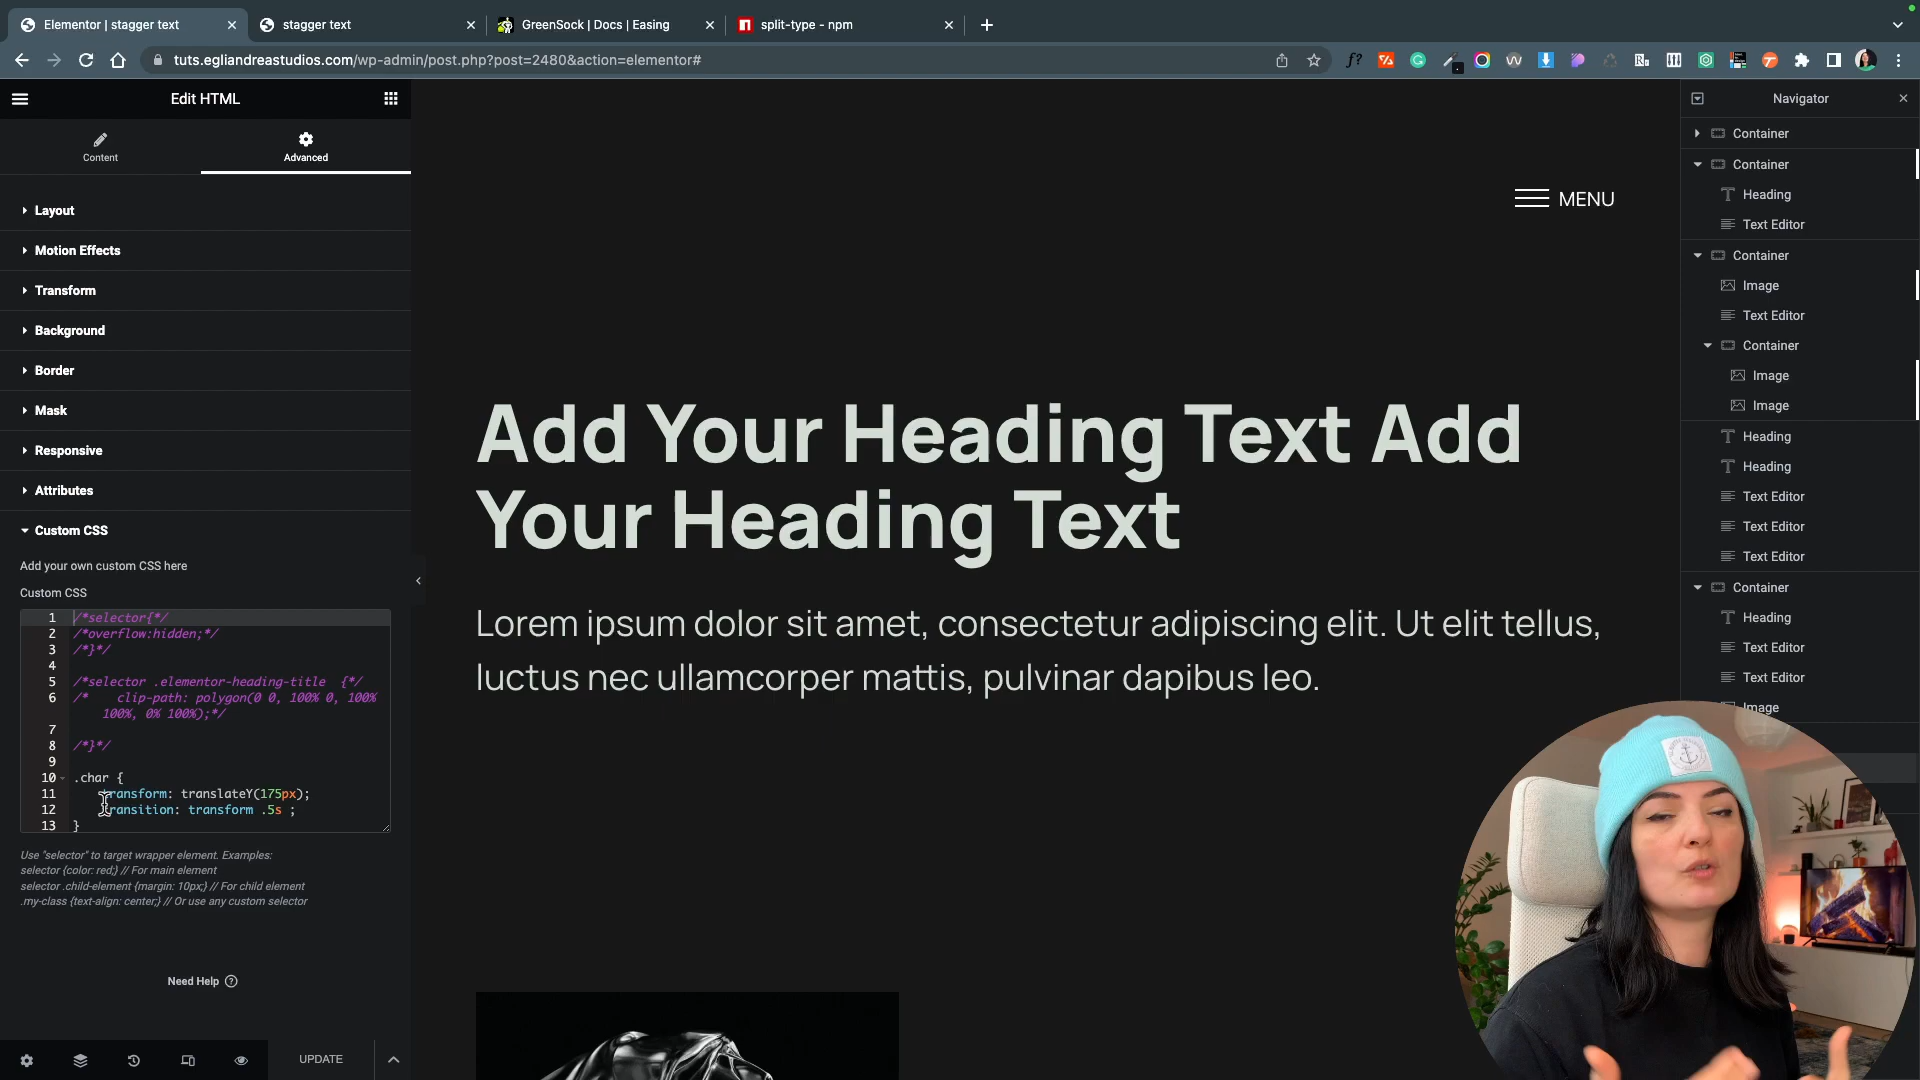 Elementor | stagger text
stagger text
GreenSock | Docs | Easing
split-type - npm
tuts.egliandreastudios.com/wp-admin/post.php?post=2480&action=elementor#
Edit HTML
Content
Advanced
Layout
Motion Effects
Transform
Background
Border
Mask
Responsive
Attributes
Custom CSS
Add your own custom CSS here
Custom CSS
1 /*selector{*/
2 /*overflow:hidden;*/
3 /*}*/
4
5 /*selector .elementor-heading-title {*/
6 /* clip-path: polygon(0 0, 100% 0, 100%
100%, 0% 100%);*/
7
8 /*}*/
9
10 .char {
11 transform: translateY(175px);
12 transition: transform .5s ;
13 }
Use "selector" to target wrapper element. Examples:
selector {color: red;} // For main element
selector .child-element {margin: 10px;} // For child element
.my-class {text-align: center;} // Or use any custom selector
Need Help
UPDATE
MENU
Add Your Heading Text Add
Your Heading Text
Lorem ipsum dolor sit amet, consectetur adipiscing elit. Ut elit tellus,
luctus nec ullamcorper mattis, pulvinar dapibus leo.
Navigator
Container
Container
Heading
Text Editor
Container
Image
Text Editor
Container
Image
Image
Heading
Heading
Text Editor
Text Editor
Text Editor
Container
Heading
Text Editor
Text Editor
Image